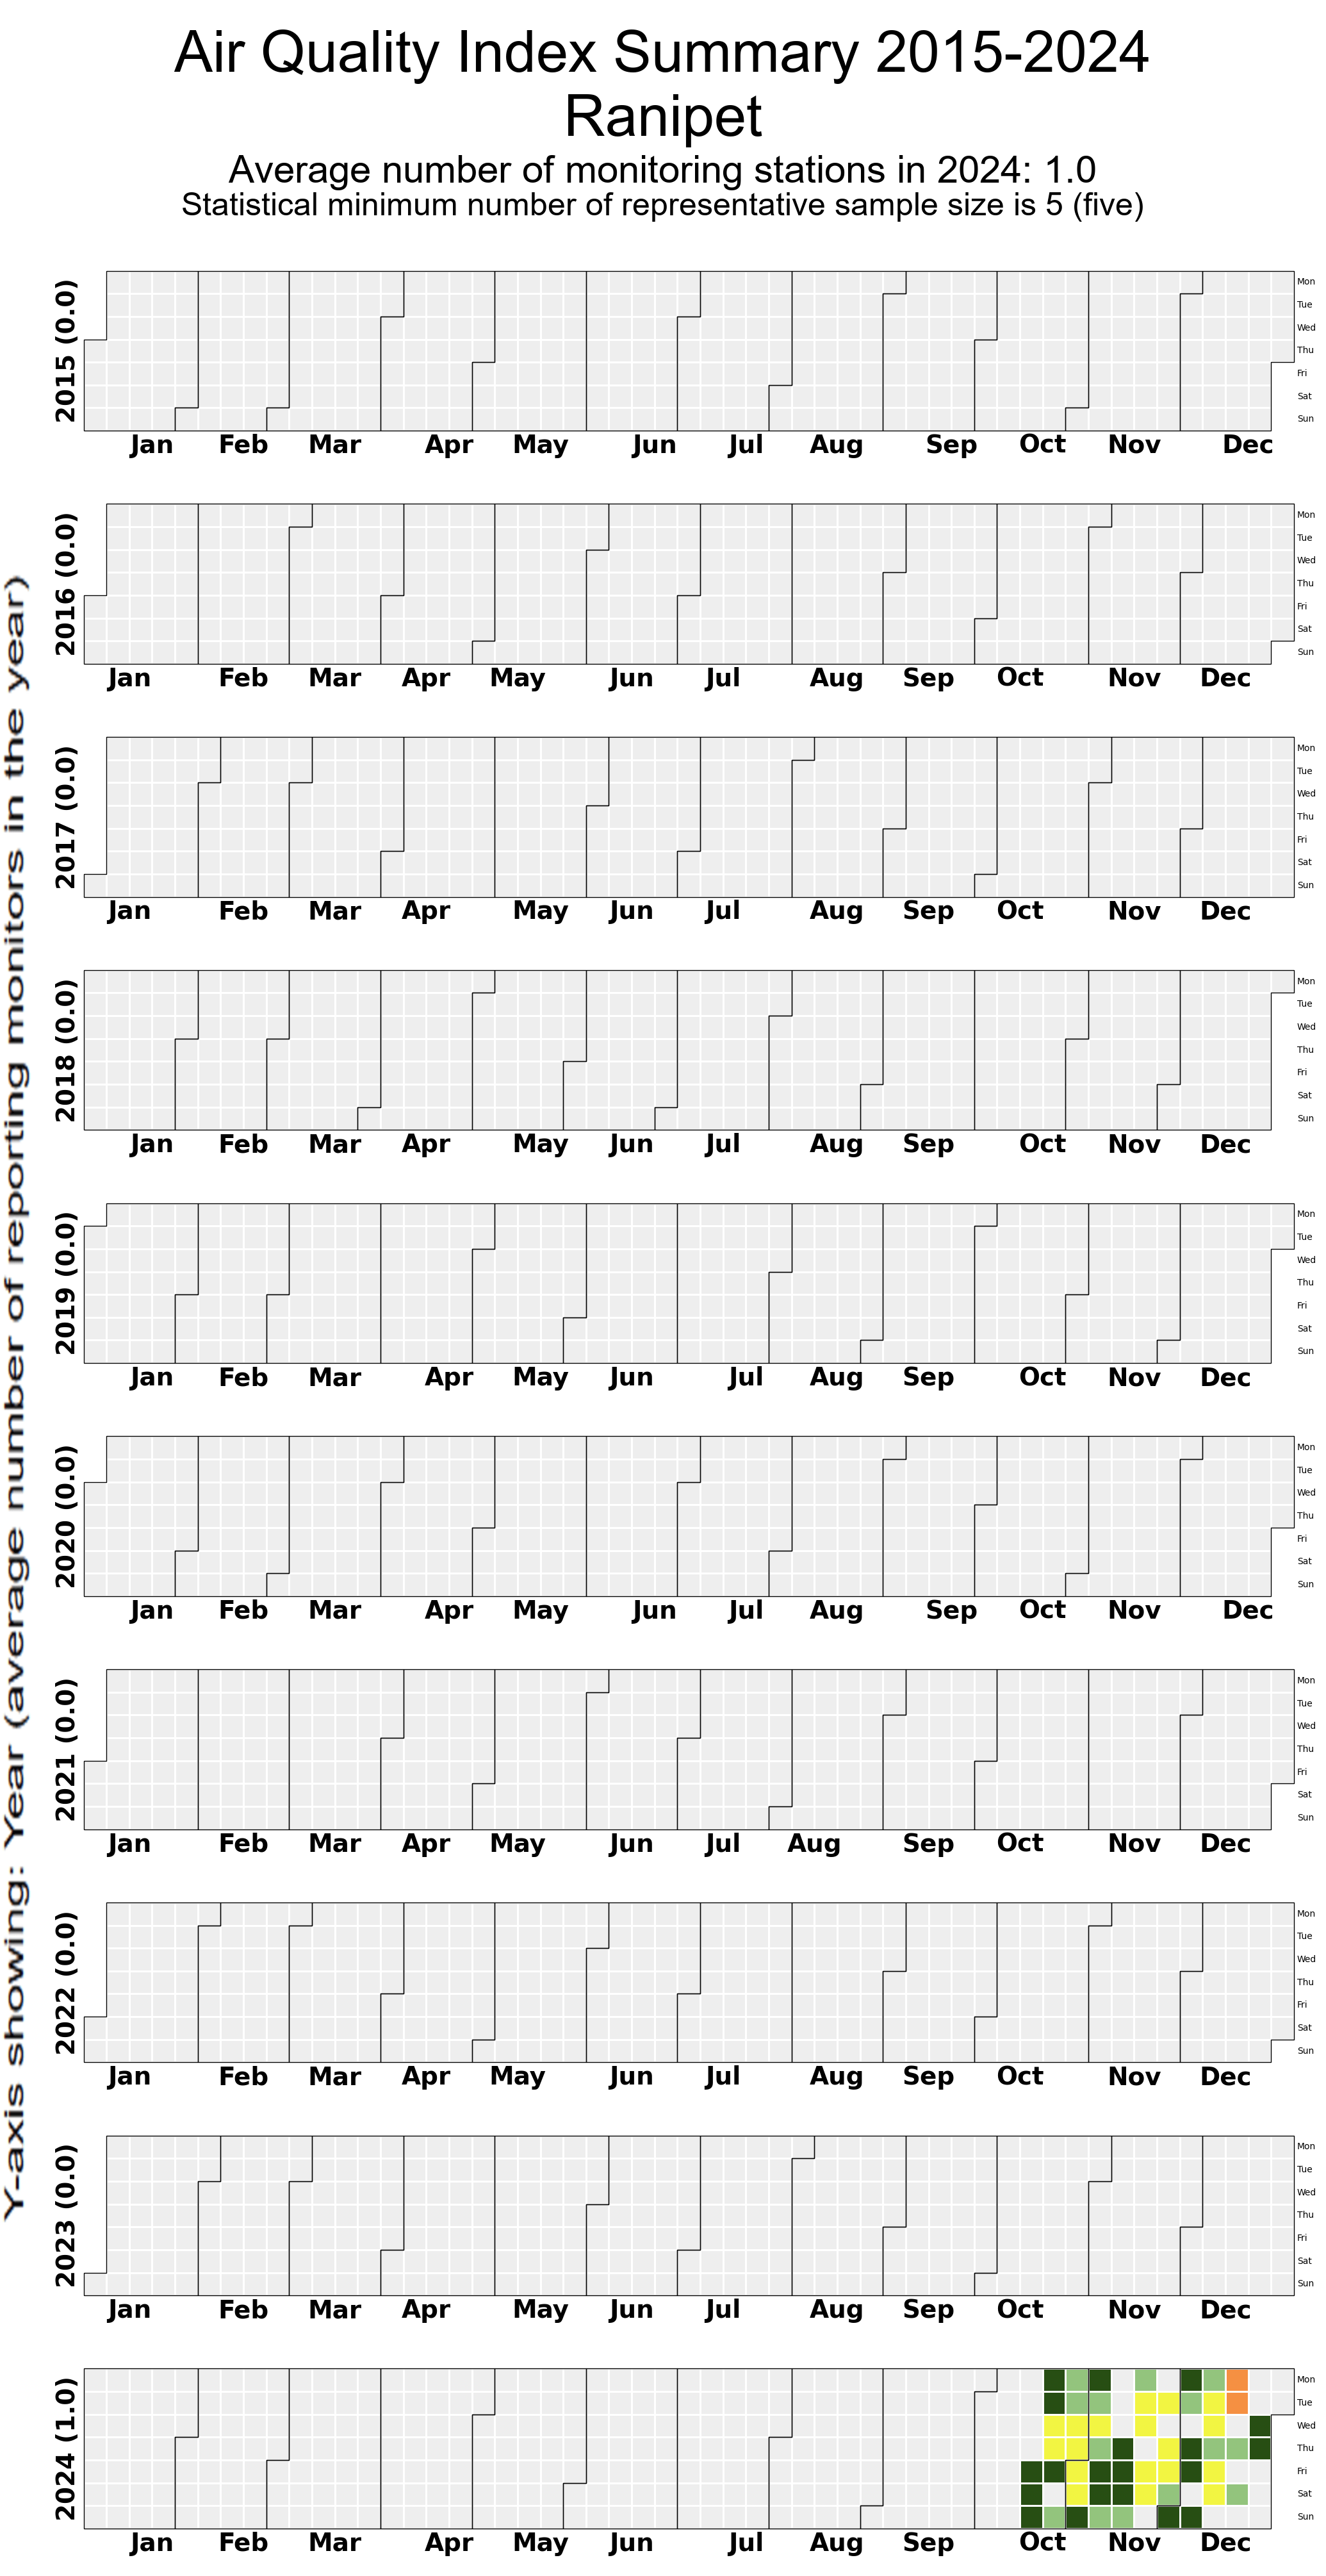 Air Quality Index Summary 2015-2024
Ranipet
Average number of monitoring stations in 2024: 1.0
Statistical minimum number of representative sample size is 5 (five)
Y-axis showing: Year (average number of reporting monitors in the year)
2015 (0.0)
Mon
Tue
Wed
Thu
Fri
Sat
Sun
Jan Feb Mar Apr May Jun Jul Aug Sep Oct Nov Dec
2016 (0.0)
Mon
Tue
Wed
Thu
Fri
Sat
Sun
Jan Feb Mar Apr May Jun Jul Aug Sep Oct Nov Dec
2017 (0.0)
Mon
Tue
Wed
Thu
Fri
Sat
Sun
Jan Feb Mar Apr May Jun Jul Aug Sep Oct Nov Dec
2018 (0.0)
Mon
Tue
Wed
Thu
Fri
Sat
Sun
Jan Feb Mar Apr May Jun Jul Aug Sep Oct Nov Dec
2019 (0.0)
Mon
Tue
Wed
Thu
Fri
Sat
Sun
Jan Feb Mar Apr May Jun Jul Aug Sep Oct Nov Dec
2020 (0.0)
Mon
Tue
Wed
Thu
Fri
Sat
Sun
Jan Feb Mar Apr May Jun Jul Aug Sep Oct Nov Dec
2021 (0.0)
Mon
Tue
Wed
Thu
Fri
Sat
Sun
Jan Feb Mar Apr May Jun Jul Aug Sep Oct Nov Dec
2022 (0.0)
Mon
Tue
Wed
Thu
Fri
Sat
Sun
Jan Feb Mar Apr May Jun Jul Aug Sep Oct Nov Dec
2023 (0.0)
Mon
Tue
Wed
Thu
Fri
Sat
Sun
Jan Feb Mar Apr May Jun Jul Aug Sep Oct Nov Dec
2024 (1.0)
Mon
Tue
Wed
Thu
Fri
Sat
Sun
Jan Feb Mar Apr May Jun Jul Aug Sep Oct Nov Dec